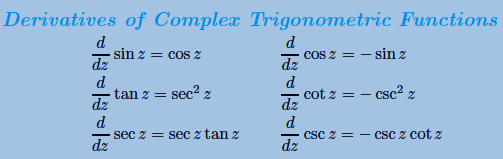 Derivatives of Complex Trigonometric Functions
d/dz sin z = cos z    d/dz cos z = − sin z
d/dz tan z = sec² z    d/dz cot z = − csc² z
d/dz sec z = sec z tan z    d/dz csc z = − csc z cot z